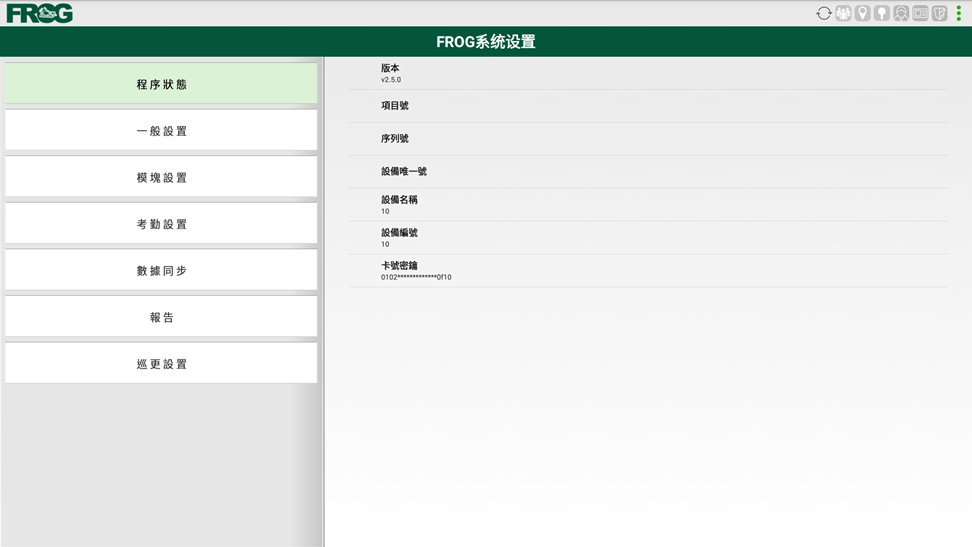 FROG
FROG系统设置
程序狀態
一般設置
模塊設置
考勤設置
數據同步
報告
巡更設置
版本
v2.5.0
項目號
序列號
設備唯一號
設備名稱
10
設備編號
10
卡號密鑰
0102*************0f10